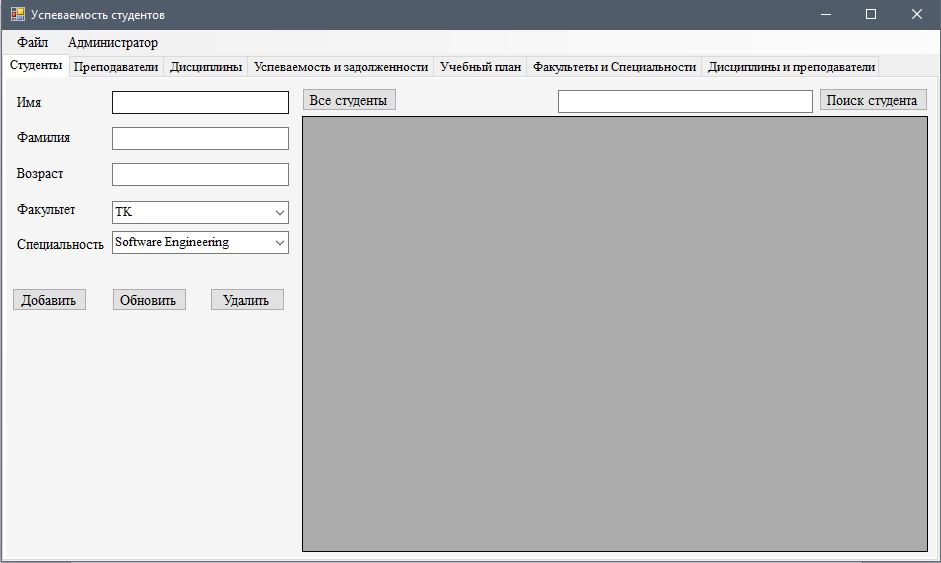 Успеваемость студентов
Файл Администратор
Студенты Преподаватели Дисциплины Успеваемость и задолженности Учебный план Факультеты и Специальности Дисциплины и преподаватели
Имя Все студенты Поиск студента
Фамилия
Возраст
Факультет ТК
Специальность Software Engineering
Добавить Обновить Удалить